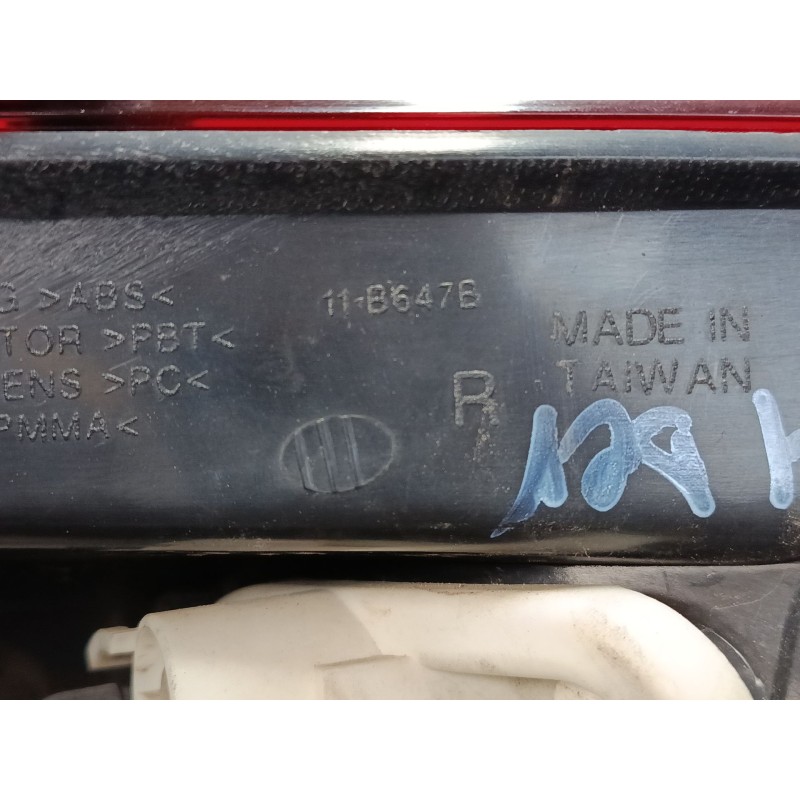 G >ABS<
TOR >PBT<
ENS >PC<
PMMA<
11-B647B
R
MADE IN
TAIWAN